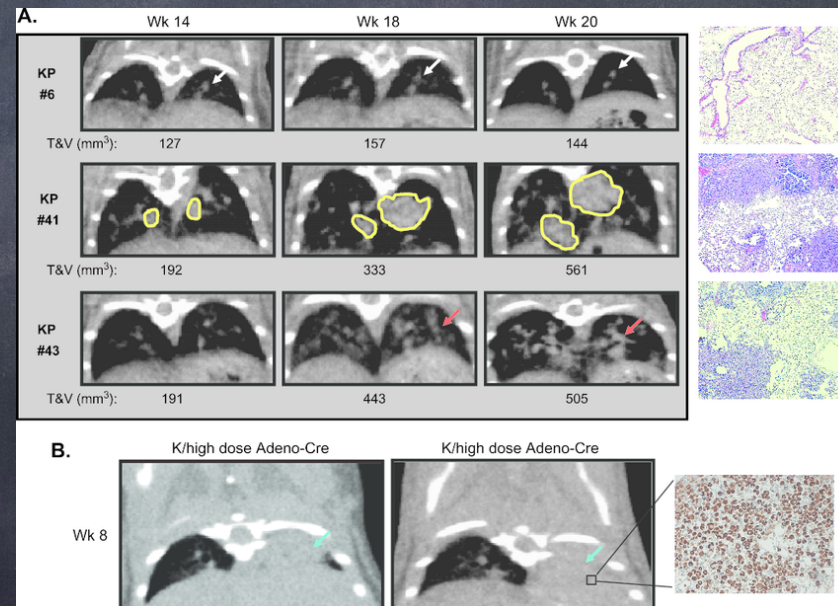 A.
Wk 14 Wk 18 Wk 20
KP
#6
T&V (mm³): 127 157 144
KP
#41
T&V (mm³): 192 333 561
KP
#43
T&V (mm³): 191 443 505
B.
K/high dose Adeno-Cre K/high dose Adeno-Cre
Wk 8